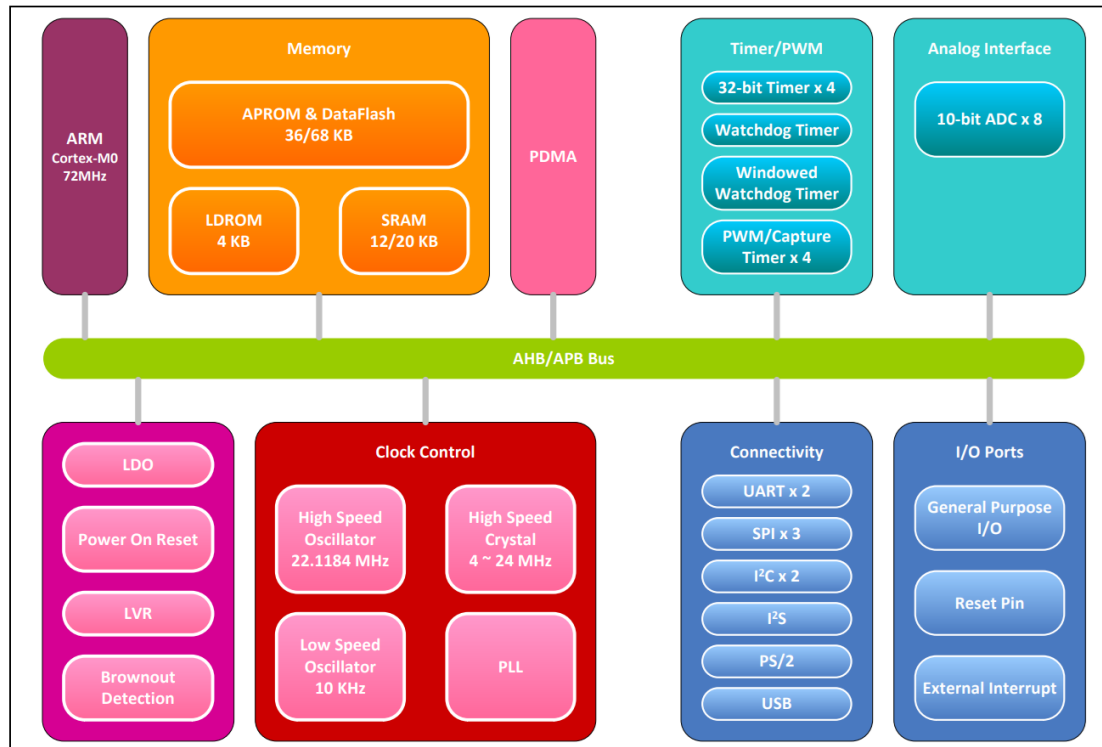 ARM
Cortex-M0
72MHz
Memory
APROM & DataFlash
36/68 KB
LDROM
4 KB
SRAM
12/20 KB
PDMA
Timer/PWM
32-bit Timer x 4
Watchdog Timer
Windowed
Watchdog Timer
PWM/Capture
Timer x 4
Analog Interface
10-bit ADC x 8
AHB/APB Bus
LDO
Power On Reset
LVR
Brownout
Detection
Clock Control
High Speed
Oscillator
22.1184 MHz
High Speed
Crystal
4 ~ 24 MHz
Low Speed
Oscillator
10 KHz
PLL
Connectivity
UART x 2
SPI x 3
I²C x 2
I²S
PS/2
USB
I/O Ports
General Purpose
I/O
Reset Pin
External Interrupt